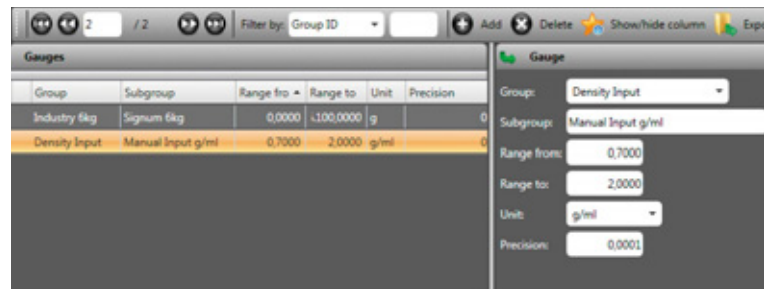 2 / 2 Filter by: Group ID Add Delete Show/hide column
Gauges
Gauge
Group Subgroup Range fro Range to Unit Precision
Industry 6kg Signum 6kg 0,0000 g 0
Density Input Manual Input g/ml 0,7000 2,0000 g/ml 0
Group: Density Input
Subgroup: Manual Input g/ml
Range from: 0,7000
Range to: 2,0000
Unit: g/ml
Precision: 0,0001